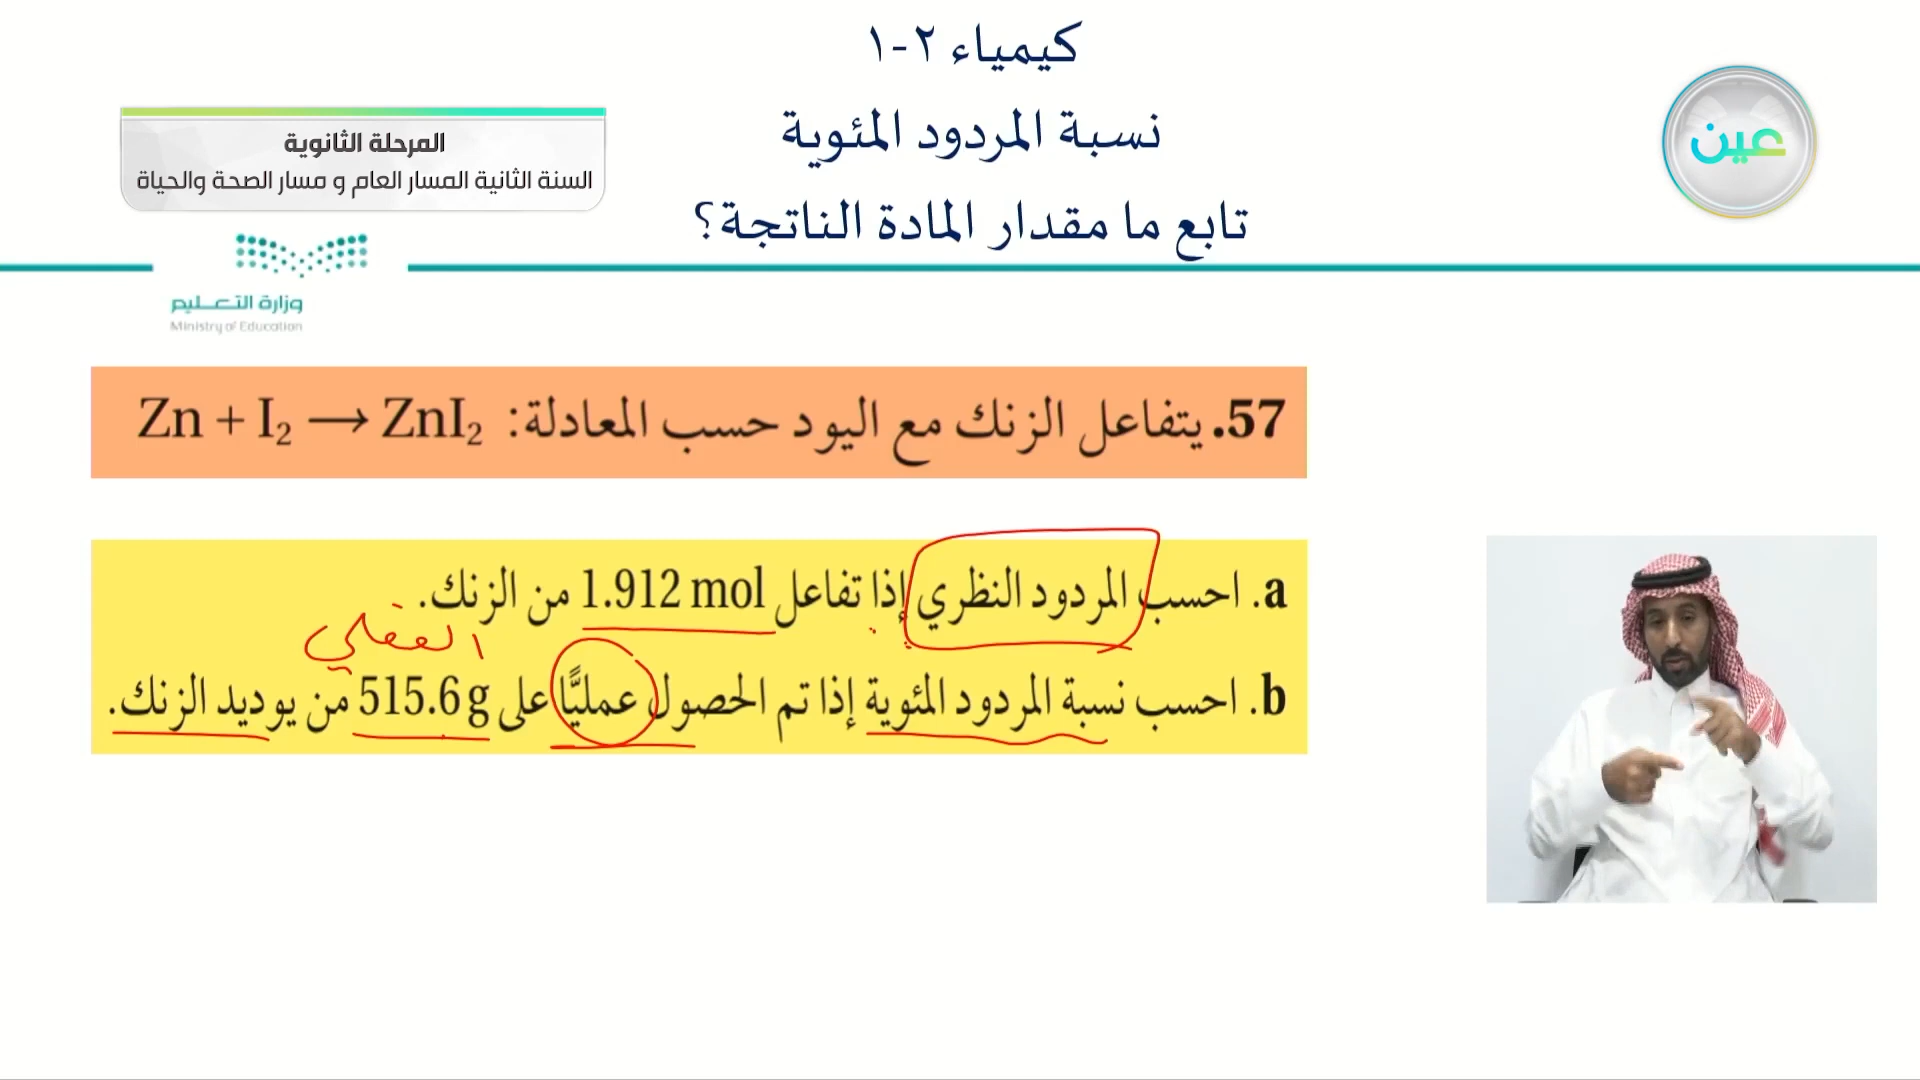 كيمياء ٢-١
نسبة المردود المئوية
تابع ما مقدار المادة الناتجة؟
عين
المرحلة الثانوية
السنة الثانية المسار العام و مسار الصحة والحياة
وزارة التعليم
Ministry of Education
57. يتفاعل الزنك مع اليود حسب المعادلة: Zn + I₂ → ZnI₂
a. احسب المردود النظري إذا تفاعل 1.912 mol من الزنك.
الفعلي
b. احسب نسبة المردود المئوية إذا تم الحصول عمليًّا على 515.6 g من يوديد الزنك.